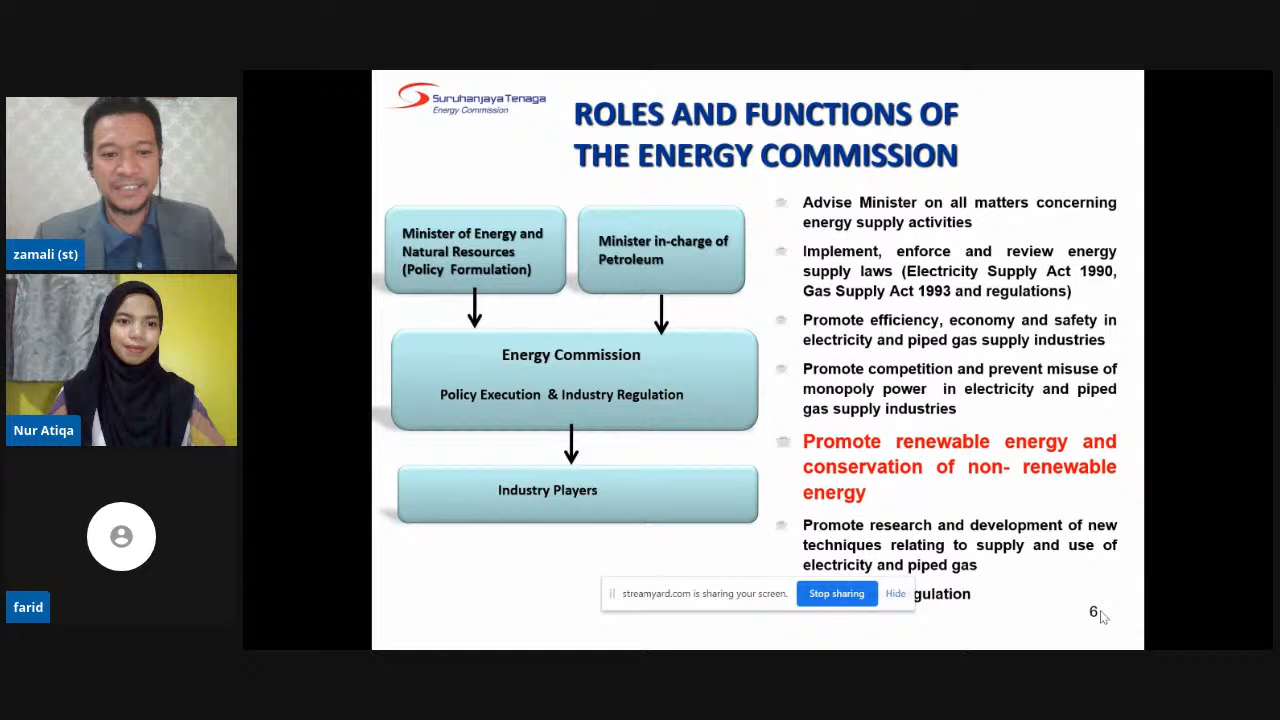 zamali (st)
Nur Atiqa
farid
Suruhanjaya Tenaga
Energy Commission
ROLES AND FUNCTIONS OF
THE ENERGY COMMISSION
Minister of Energy and
Natural Resources
(Policy Formulation)
Minister in-charge of
Petroleum
Energy Commission
Policy Execution & Industry Regulation
Industry Players
Advise Minister on all matters concerning
energy supply activities
Implement, enforce and review energy
supply laws (Electricity Supply Act 1990,
Gas Supply Act 1993 and regulations)
Promote efficiency, economy and safety in
electricity and piped gas supply industries
Promote competition and prevent misuse of
monopoly power in electricity and piped
gas supply industries
Promote renewable energy and
conservation of non- renewable
energy
Promote research and development of new
techniques relating to supply and use of
electricity and piped gas
gulation
streamyard.com is sharing your screen.
Stop sharing
Hide
6